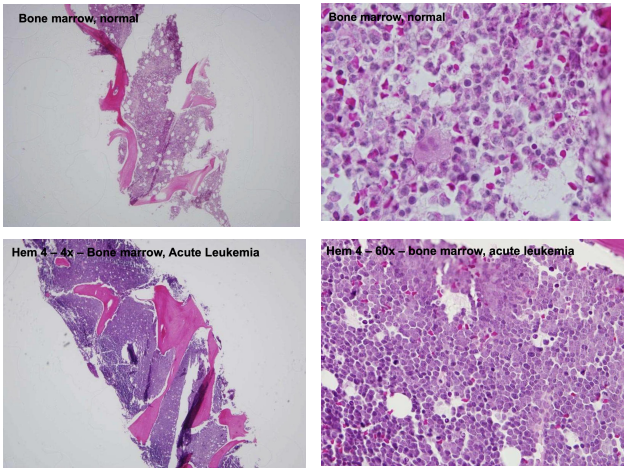 Bone marrow, normal
Bone marrow, normal
Hem 4 – 4x – Bone marrow, Acute Leukemia
Hem 4 – 60x – bone marrow, acute leukemia